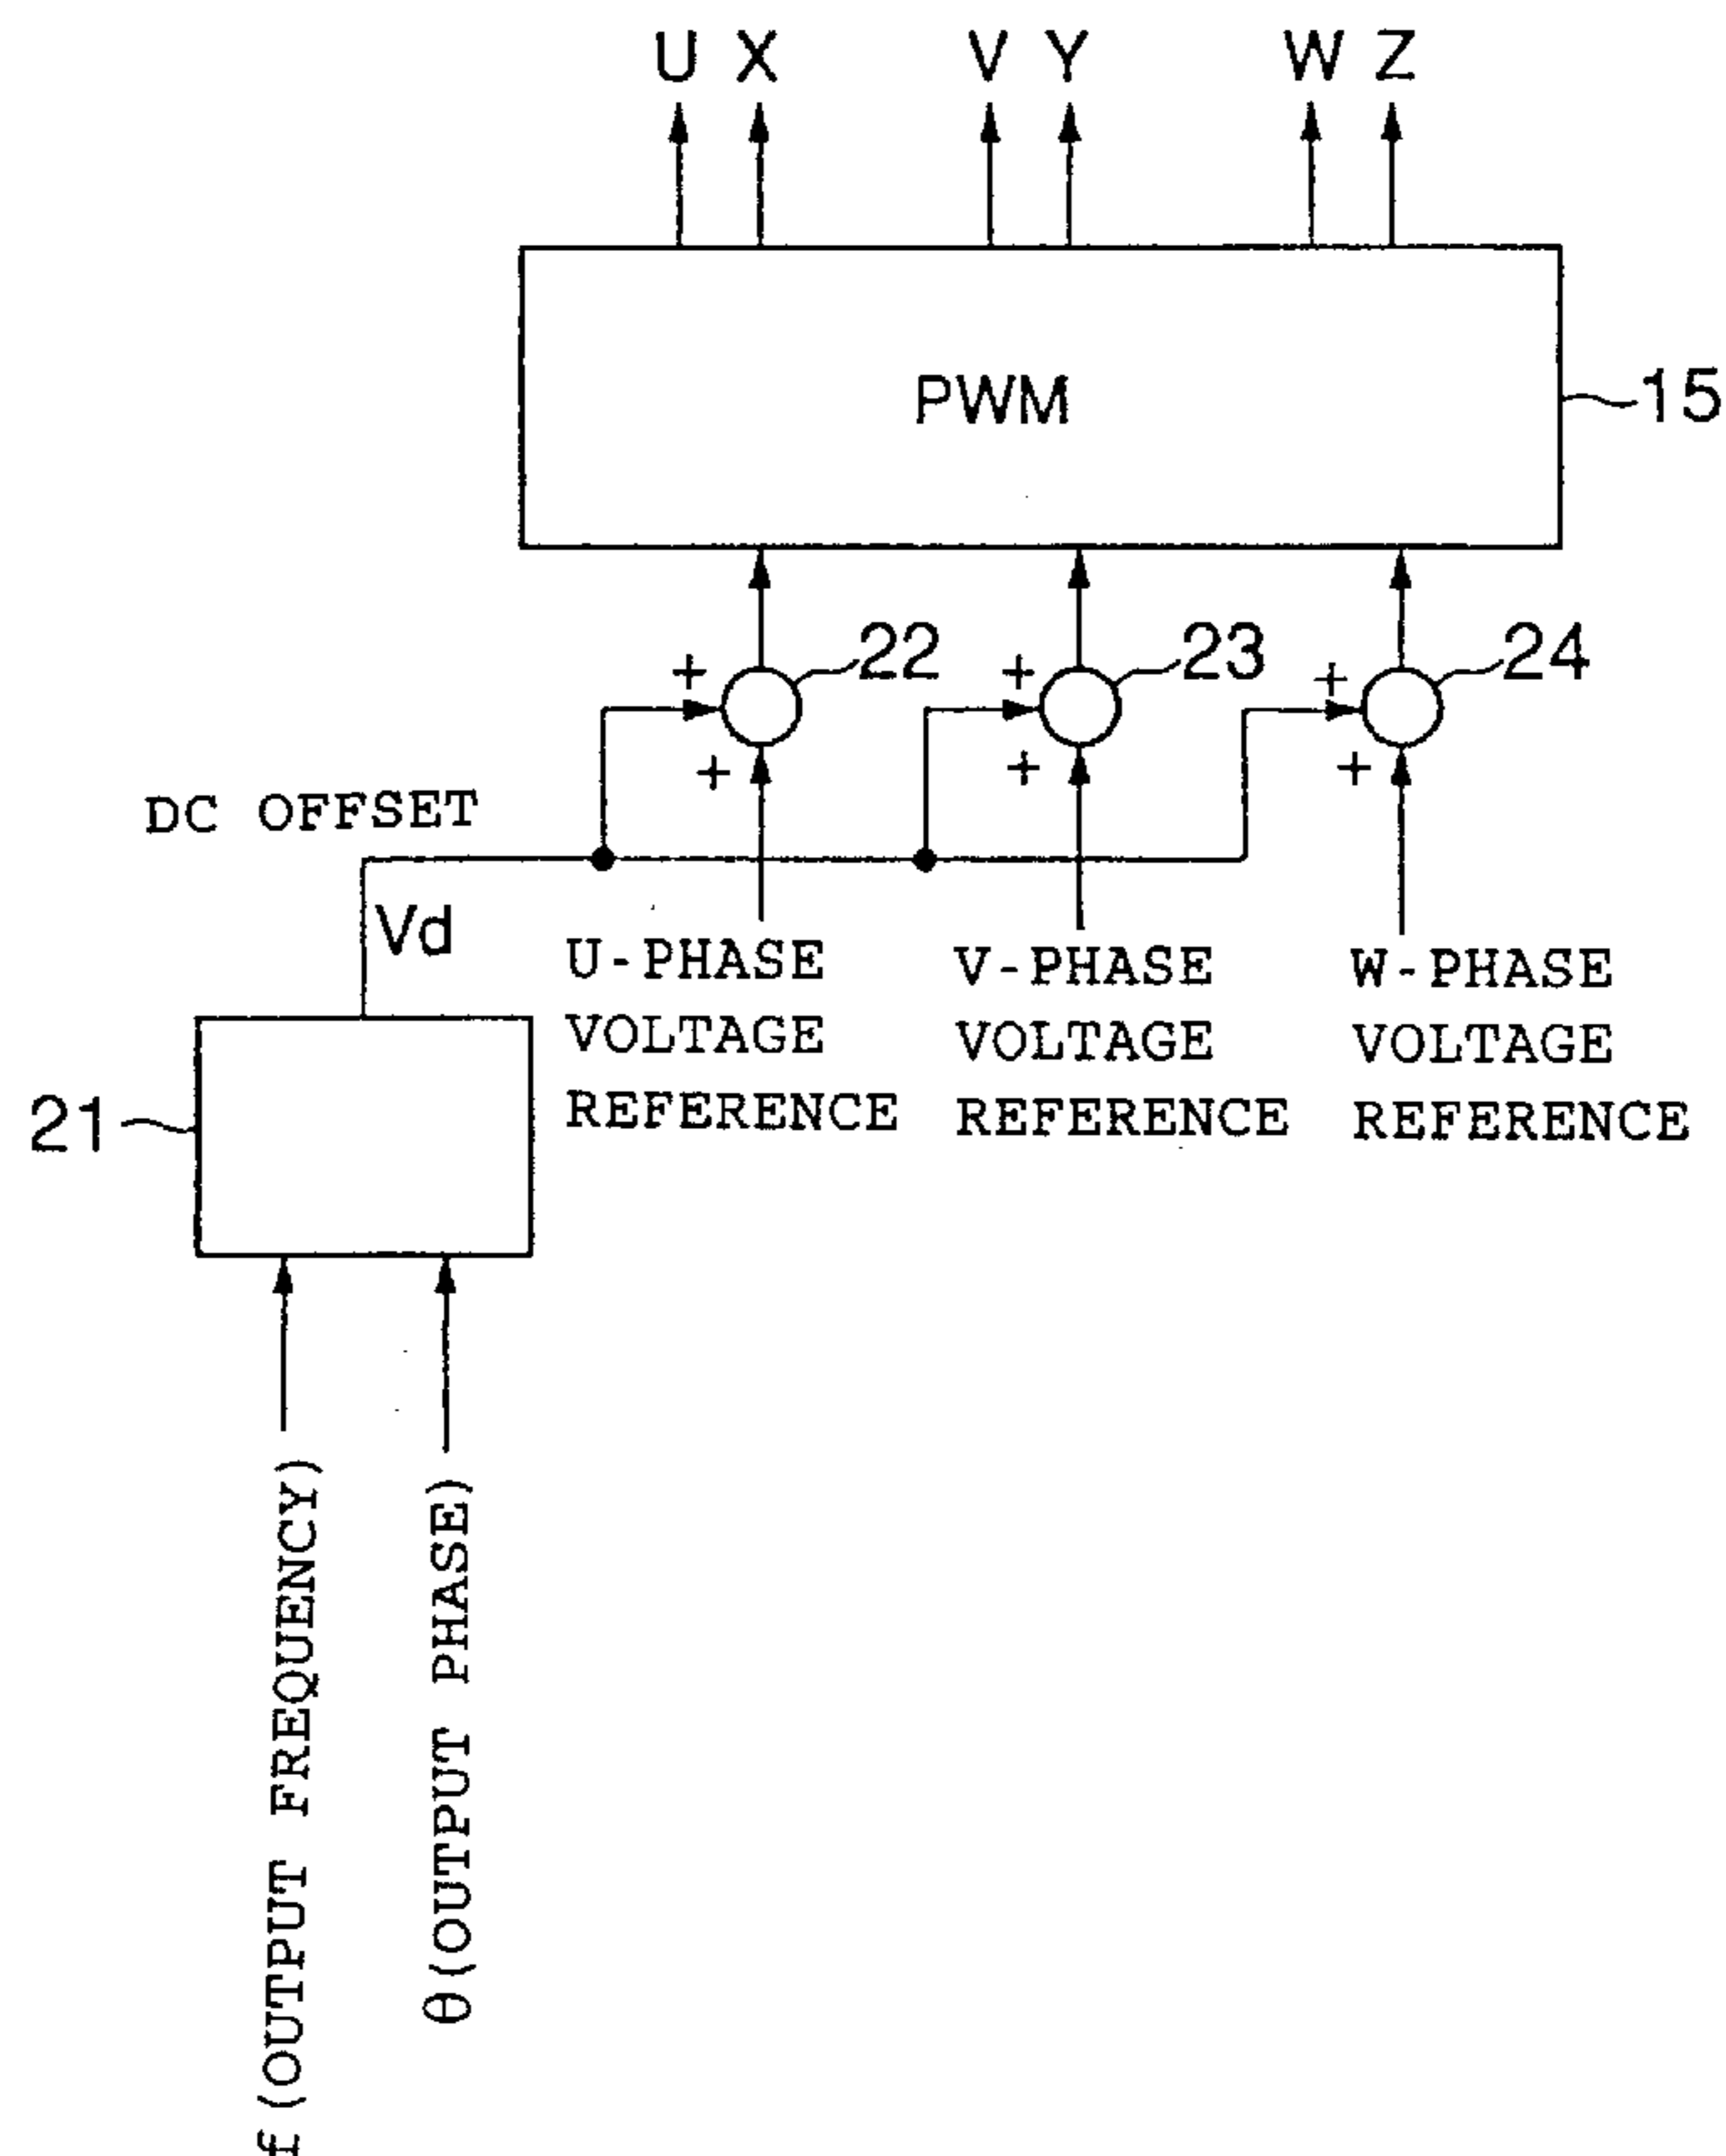 U X V Y W Z
PWM
15
22
23
24
+
+
+
+
+
+
DC OFFSET
Vd
U-PHASE
VOLTAGE
REFERENCE
V-PHASE
VOLTAGE
REFERENCE
W-PHASE
VOLTAGE
REFERENCE
21
f(OUTPUT FREQUENCY)
θ(OUTPUT PHASE)